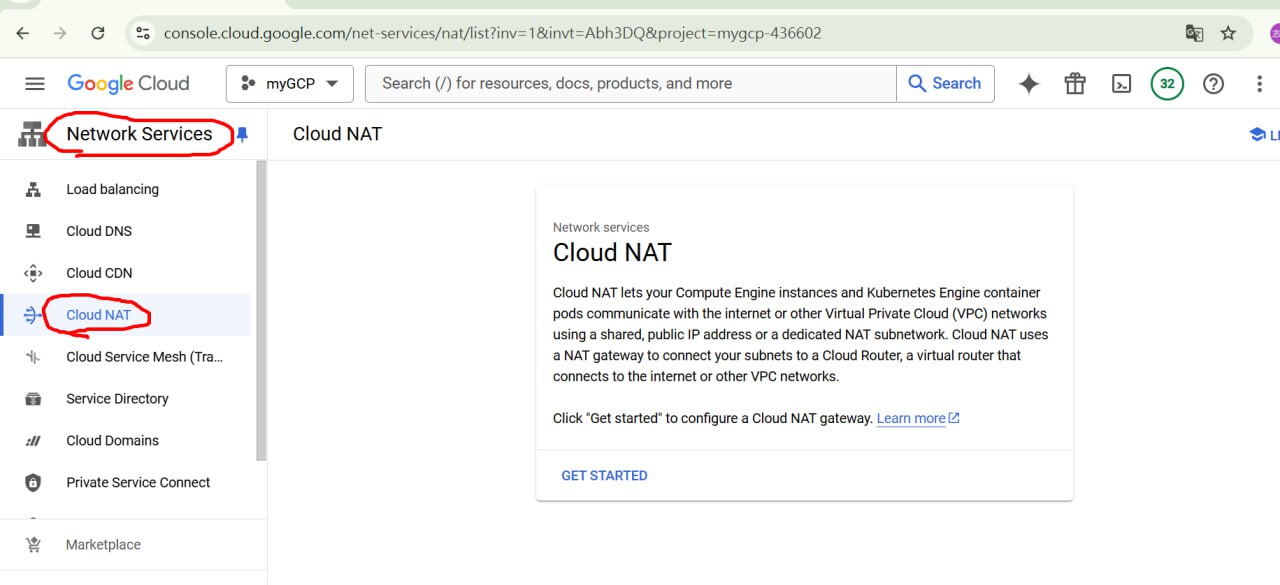 console.cloud.google.com/net-services/nat/list?inv=1&invt=Abh3DQ&project=mygcp-436602
Google Cloud
myGCP
Search (/) for resources, docs, products, and more
Search
32
Network Services
Cloud NAT
Load balancing
Cloud DNS
Cloud CDN
Cloud NAT
Cloud Service Mesh (Tra...
Service Directory
Cloud Domains
Private Service Connect
Marketplace
Network services
Cloud NAT
Cloud NAT lets your Compute Engine instances and Kubernetes Engine container
pods communicate with the internet or other Virtual Private Cloud (VPC) networks
using a shared, public IP address or a dedicated NAT subnetwork. Cloud NAT uses
a NAT gateway to connect your subnets to a Cloud Router, a virtual router that
connects to the internet or other VPC networks.
Click "Get started" to configure a Cloud NAT gateway. Learn more
GET STARTED